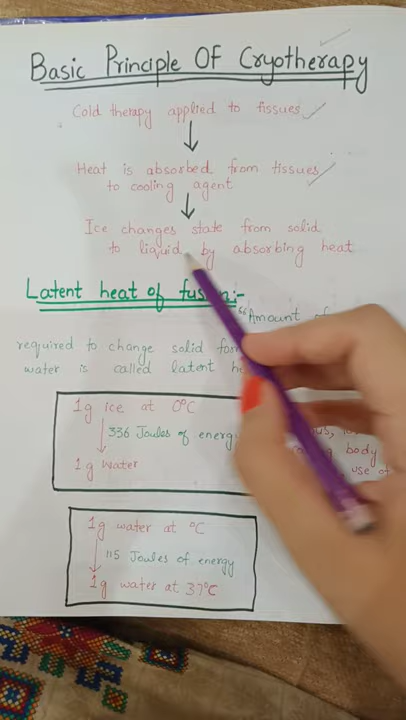 Basic Principle Of Cryotherapy
Cold therapy applied to tissues
Heat is absorbed from tissues
to cooling agent
Ice changes state from solid
to liquid by absorbing heat
Latent heat of
"Amount of
required to change solid
water is called latent
1g ice at 0°C
336 Joules of energy
1g water
body
use of
1g water at °C
115 Joules of energy
1g water at 37°C